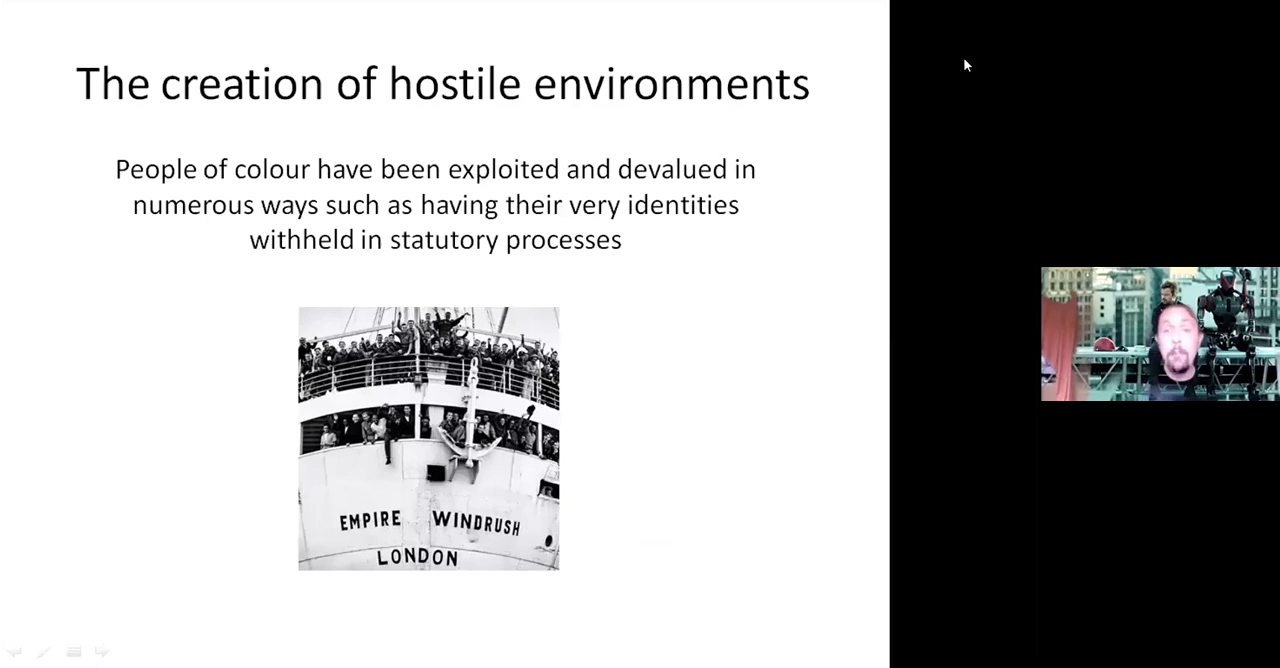 The creation of hostile environments
People of colour have been exploited and devalued in
numerous ways such as having their very identities
withheld in statutory processes
EMPIRE WINDRUSH
LONDON